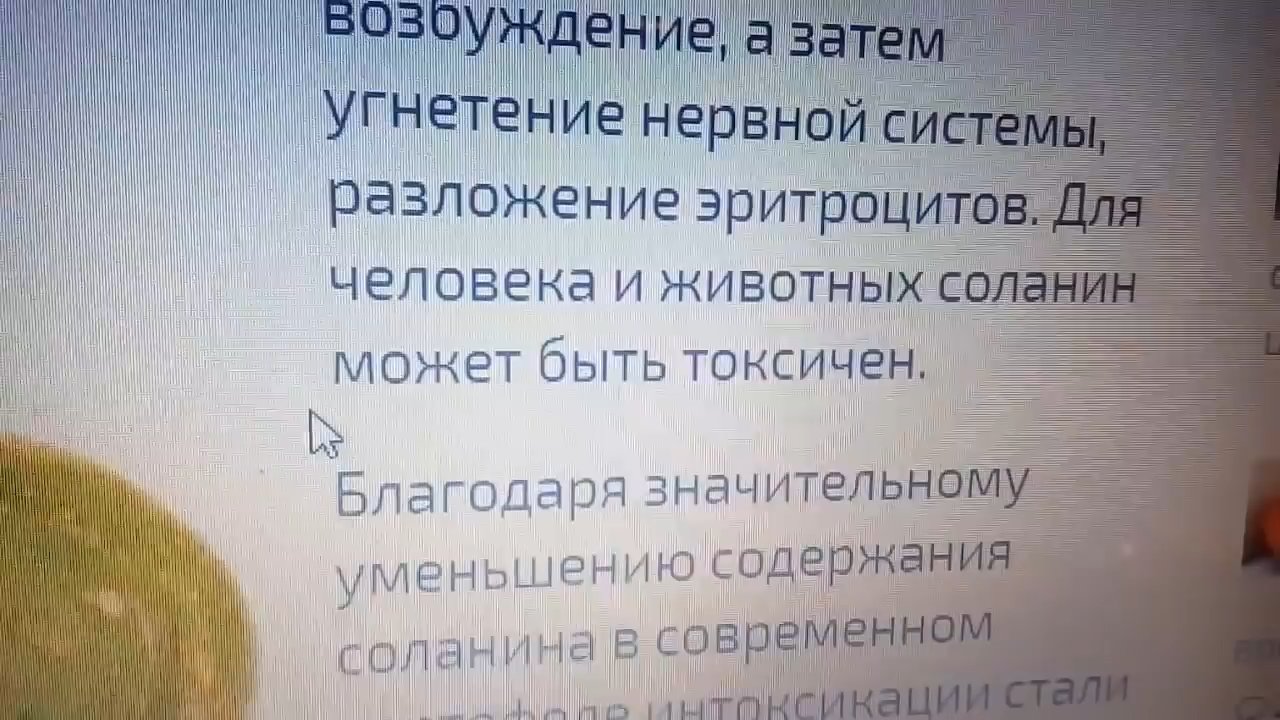 возбуждение, а затем
угнетение нервной системы,
разложение эритроцитов. Для
человека и животных соланин
может быть токсичен.
Благодаря значительному
уменьшению содержания
соланина в современном
интоксикации стали